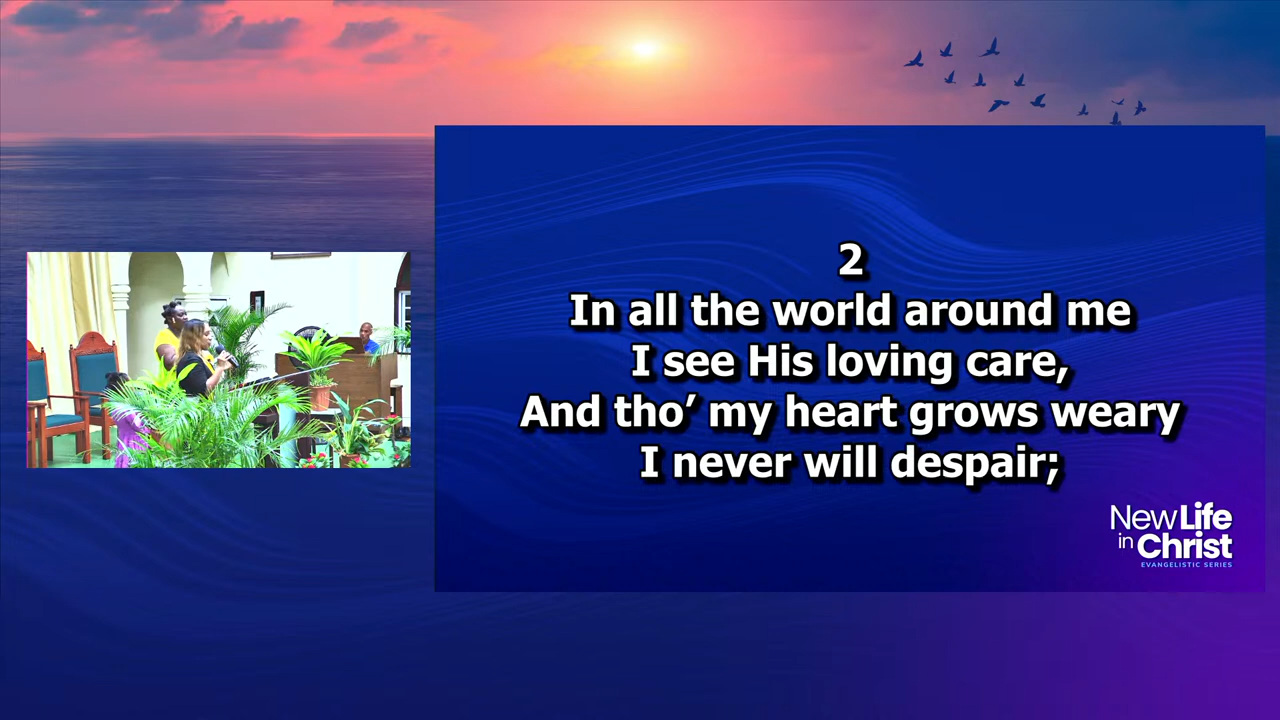 2
In all the world around me
I see His loving care,
And tho’ my heart grows weary
I never will despair;
New Life
in Christ
EVANGELISTIC SERIES